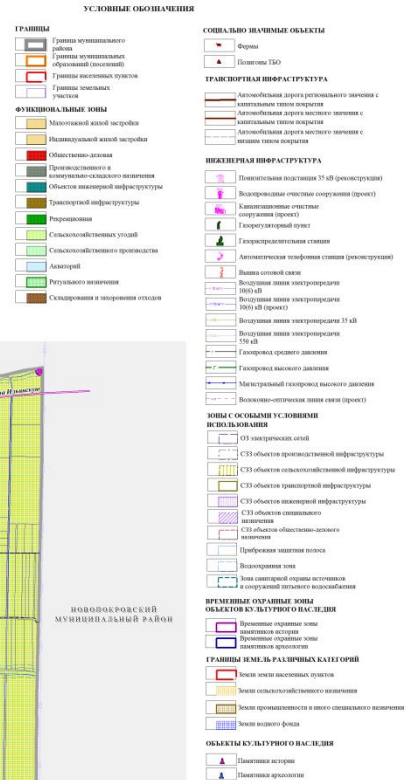 УСЛОВНЫЕ ОБОЗНАЧЕНИЯ
ГРАНИЦЫ
Граница муниципального
района
Границы муниципальных
образований (поселений)
Границы населенных пунктов
Границы земельных
участков
ФУНКЦИОНАЛЬНЫЕ ЗОНЫ
Малоэтажной жилой застройки
Индивидуальной жилой застройки
Общественно-деловая
Производственного и
коммунально-складского назначения
Объектов инженерной инфраструктуры
Транспортной инфраструктуры
Рекреационная
Сельскохозяйственных угодий
Сельскохозяйственного производства
Акваторий
Ритуального назначения
Складирования и захоронения отходов
НОВОПОКРОВСКИЙ
МУНИЦИПАЛЬНЫЙ РАЙОН
СОЦИАЛЬНО ЗНАЧИМЫЕ ОБЪЕКТЫ
Фермы
Полигоны ТБО
ТРАНСПОРТНАЯ ИНФРАСТРУКТУРА
Автомобильная дорога регионального значения с
капитальным типом покрытия
Автомобильная дорога местного значения с
капитальным типом покрытия
Автомобильная дорога местного значения с
низшим типом покрытия
ИНЖЕНЕРНАЯ ИНФРАСТРУКТУРА
Понизительная подстанция 35 кВ (реконструкция)
Водопроводные очистные сооружения (проект)
Канализационные очистные
сооружения (проект)
Газорегуляторный пункт
Газораспределительная станция
Автоматическая телефонная станция (реконструкция)
Вышка сотовой связи
Воздушная линия электропередачи
10(6) кВ
Воздушная линия электропередачи
10(6) кВ (проект)
Воздушная линия электропередачи 35 кВ
Воздушная линия электропередачи
550 кВ
Газопровод среднего давления
Газопровод высокого давления
Магистральный газопровод высокого давления
Волоконно-оптическая линия связи (проект)
ЗОНЫ С ОСОБЫМИ УСЛОВИЯМИ
ИСПОЛЬЗОВАНИЯ
ОЗ электрических сетей
СЗЗ объектов производственной инфраструктуры
СЗЗ объектов сельскохозяйственной инфраструктуры
СЗЗ объектов транспортной инфраструктуры
СЗЗ объектов инженерной инфраструктуры
СЗЗ объектов специального
назначения
СЗЗ объектов общественно-делового
назначения
Прибрежная защитная полоса
Водоохранная зона
Зона санитарной охраны источников
и сооружений питьевого водоснабжения
ВРЕМЕННЫЕ ОХРАННЫЕ ЗОНЫ
ОБЪЕКТОВ КУЛЬТУРНОГО НАСЛЕДИЯ
Временные охранные зоны
памятников истории
Временные охранные зоны
памятников археологии
ГРАНИЦЫ ЗЕМЕЛЬ РАЗЛИЧНЫХ КАТЕГОРИЙ
Земли земли населенных пунктов
Земли сельскохозяйственного назначения
Земли промышленности и иного специального назначения
Земли водного фонда
ОБЪЕКТЫ КУЛЬТУРНОГО НАСЛЕДИЯ
Памятники истории
Памятники археологии